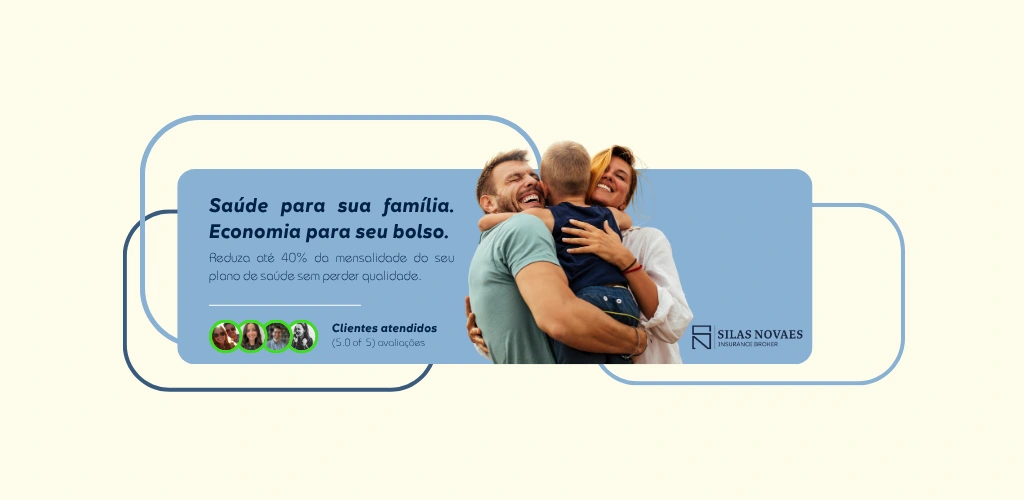 Saúde para sua família.
Economia para seu bolso.
Reduza até 40% da mensalidade do seu
plano de saúde sem perder qualidade.
Clientes atendidos
(5.0 of 5) avaliações
SILAS NOVAES
INSURANCE BROKER